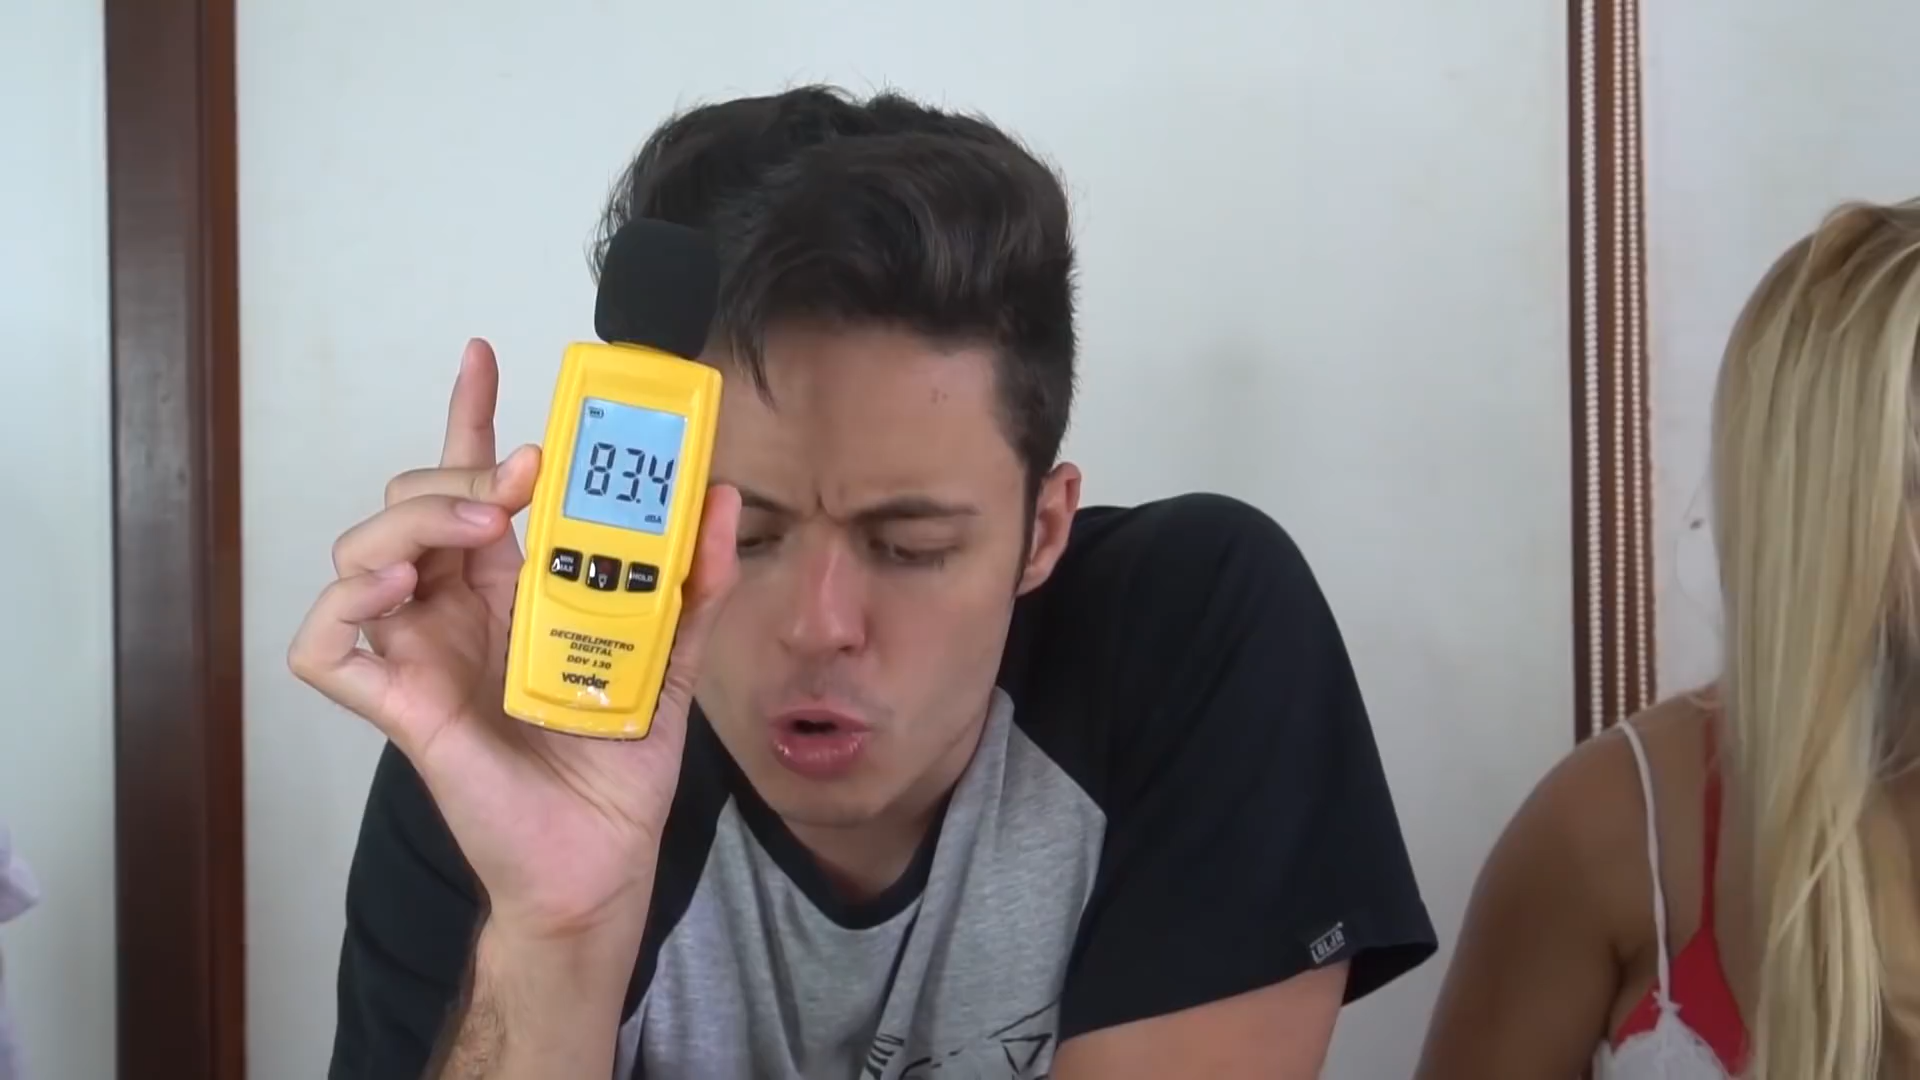 83.4
dBA
MIN
MAX
HOLD
DECIBELIMETRO
DIGITAL
DDV 130
vonder